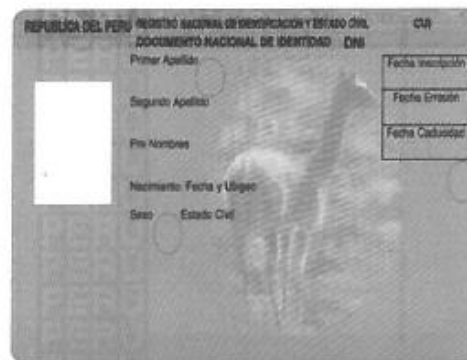 REPUBLICA DEL PERU REGISTRO NACIONAL DE IDENTIFICACION Y ESTADO CIVIL CUI
DOCUMENTO NACIONAL DE IDENTIDAD DNI
Primer Apellido
Fecha Inscripción
Segundo Apellido
Fecha Emisión
Pre Nombres
Fecha Caducidad
Nacimiento: Fecha y Ubigeo
Sexo Estado Civil